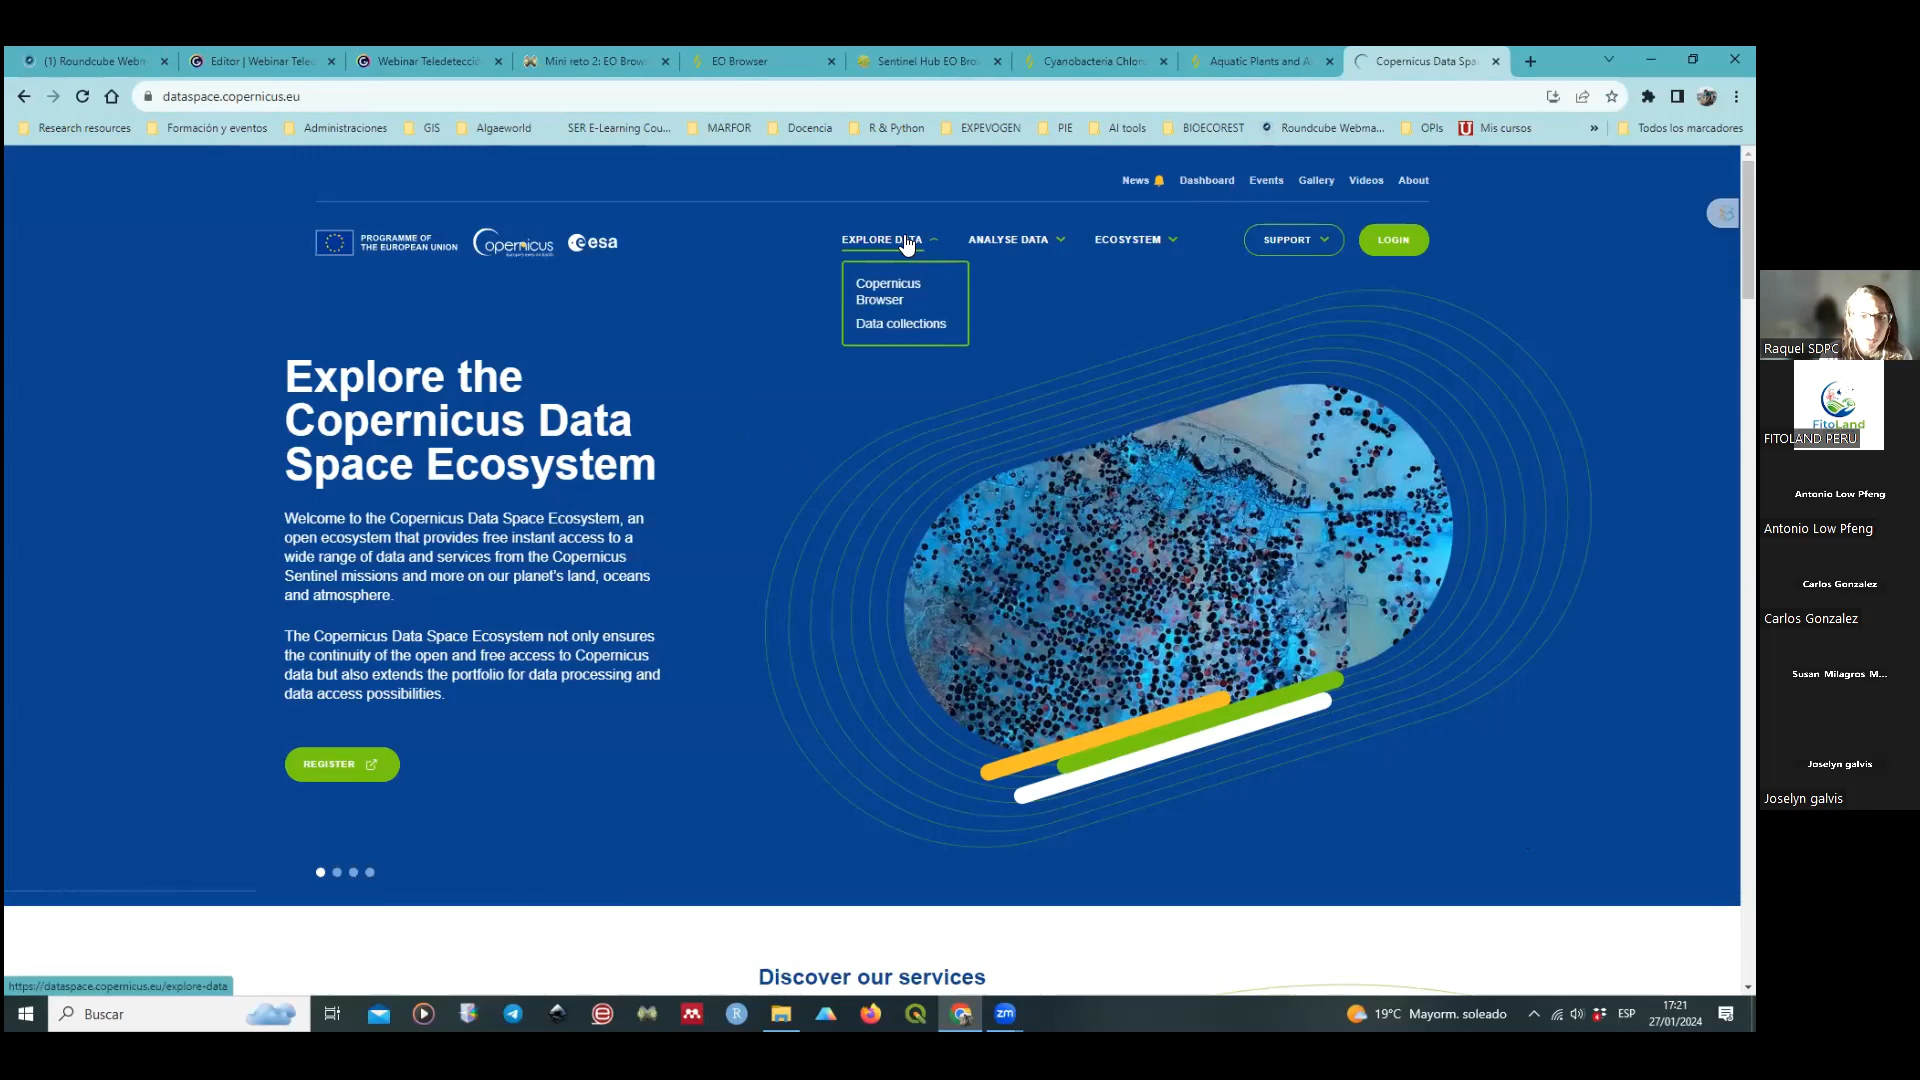 (1) Roundcube Webm
Editor | Webinar Telec
Webinar Teledetecció
Mini reto 2: EO Brow
EO Browser
Sentinel Hub EO Bro
Cyanobacteria Chloro
Aquatic Plants and A
Copernicus Data Spa
dataspace.copernicus.eu
Research resources
Formación y eventos
Administraciones
GIS
Algaeworld
SER E-Learning Cou...
MARFOR
Docencia
R & Python
EXPEVOGEN
PIE
AI tools
BIOECOREST
Roundcube Webma...
OPIs
Mis cursos
»
Todos los marcadores
News
Dashboard
Events
Gallery
Videos
About
PROGRAMME OF
THE EUROPEAN UNION
opernicus
esa
EXPLORE DATA
ANALYSE DATA
ECOSYSTEM
SUPPORT
LOGIN
Copernicus
Browser
Data collections
Explore the
Copernicus Data
Space Ecosystem
Welcome to the Copernicus Data Space Ecosystem, an
open ecosystem that provides free instant access to a
wide range of data and services from the Copernicus
Sentinel missions and more on our planet's land, oceans
and atmosphere.
The Copernicus Data Space Ecosystem not only ensures
the continuity of the open and free access to Copernicus
data but also extends the portfolio for data processing and
data access possibilities.
REGISTER
Discover our services
https://dataspace.copernicus.eu/explore-data
Buscar
zm
19°C Mayorm. soleado
ESP
17:21
27/01/2024
Raquel SDPC
FitoLand
FITOLAND PERU
Antonio Low Pfeng
Antonio Low Pfeng
Carlos Gonzalez
Carlos Gonzalez
Susan Milagros M...
Joselyn galvis
Joselyn galvis